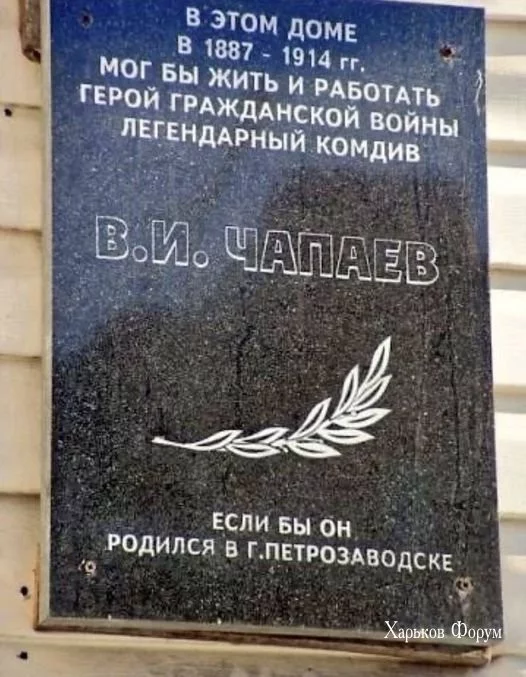 В ЭТОМ ДОМЕ
В 1887 - 1914 гг.
МОГ БЫ ЖИТЬ И РАБОТАТЬ
ГЕРОЙ ГРАЖДАНСКОЙ ВОЙНЫ
ЛЕГЕНДАРНЫЙ КОМДИВ
В.И. ЧАПАЕВ
ЕСЛИ БЫ ОН
РОДИЛСЯ В Г.ПЕТРОЗАВОДСКЕ
Харьков Форум